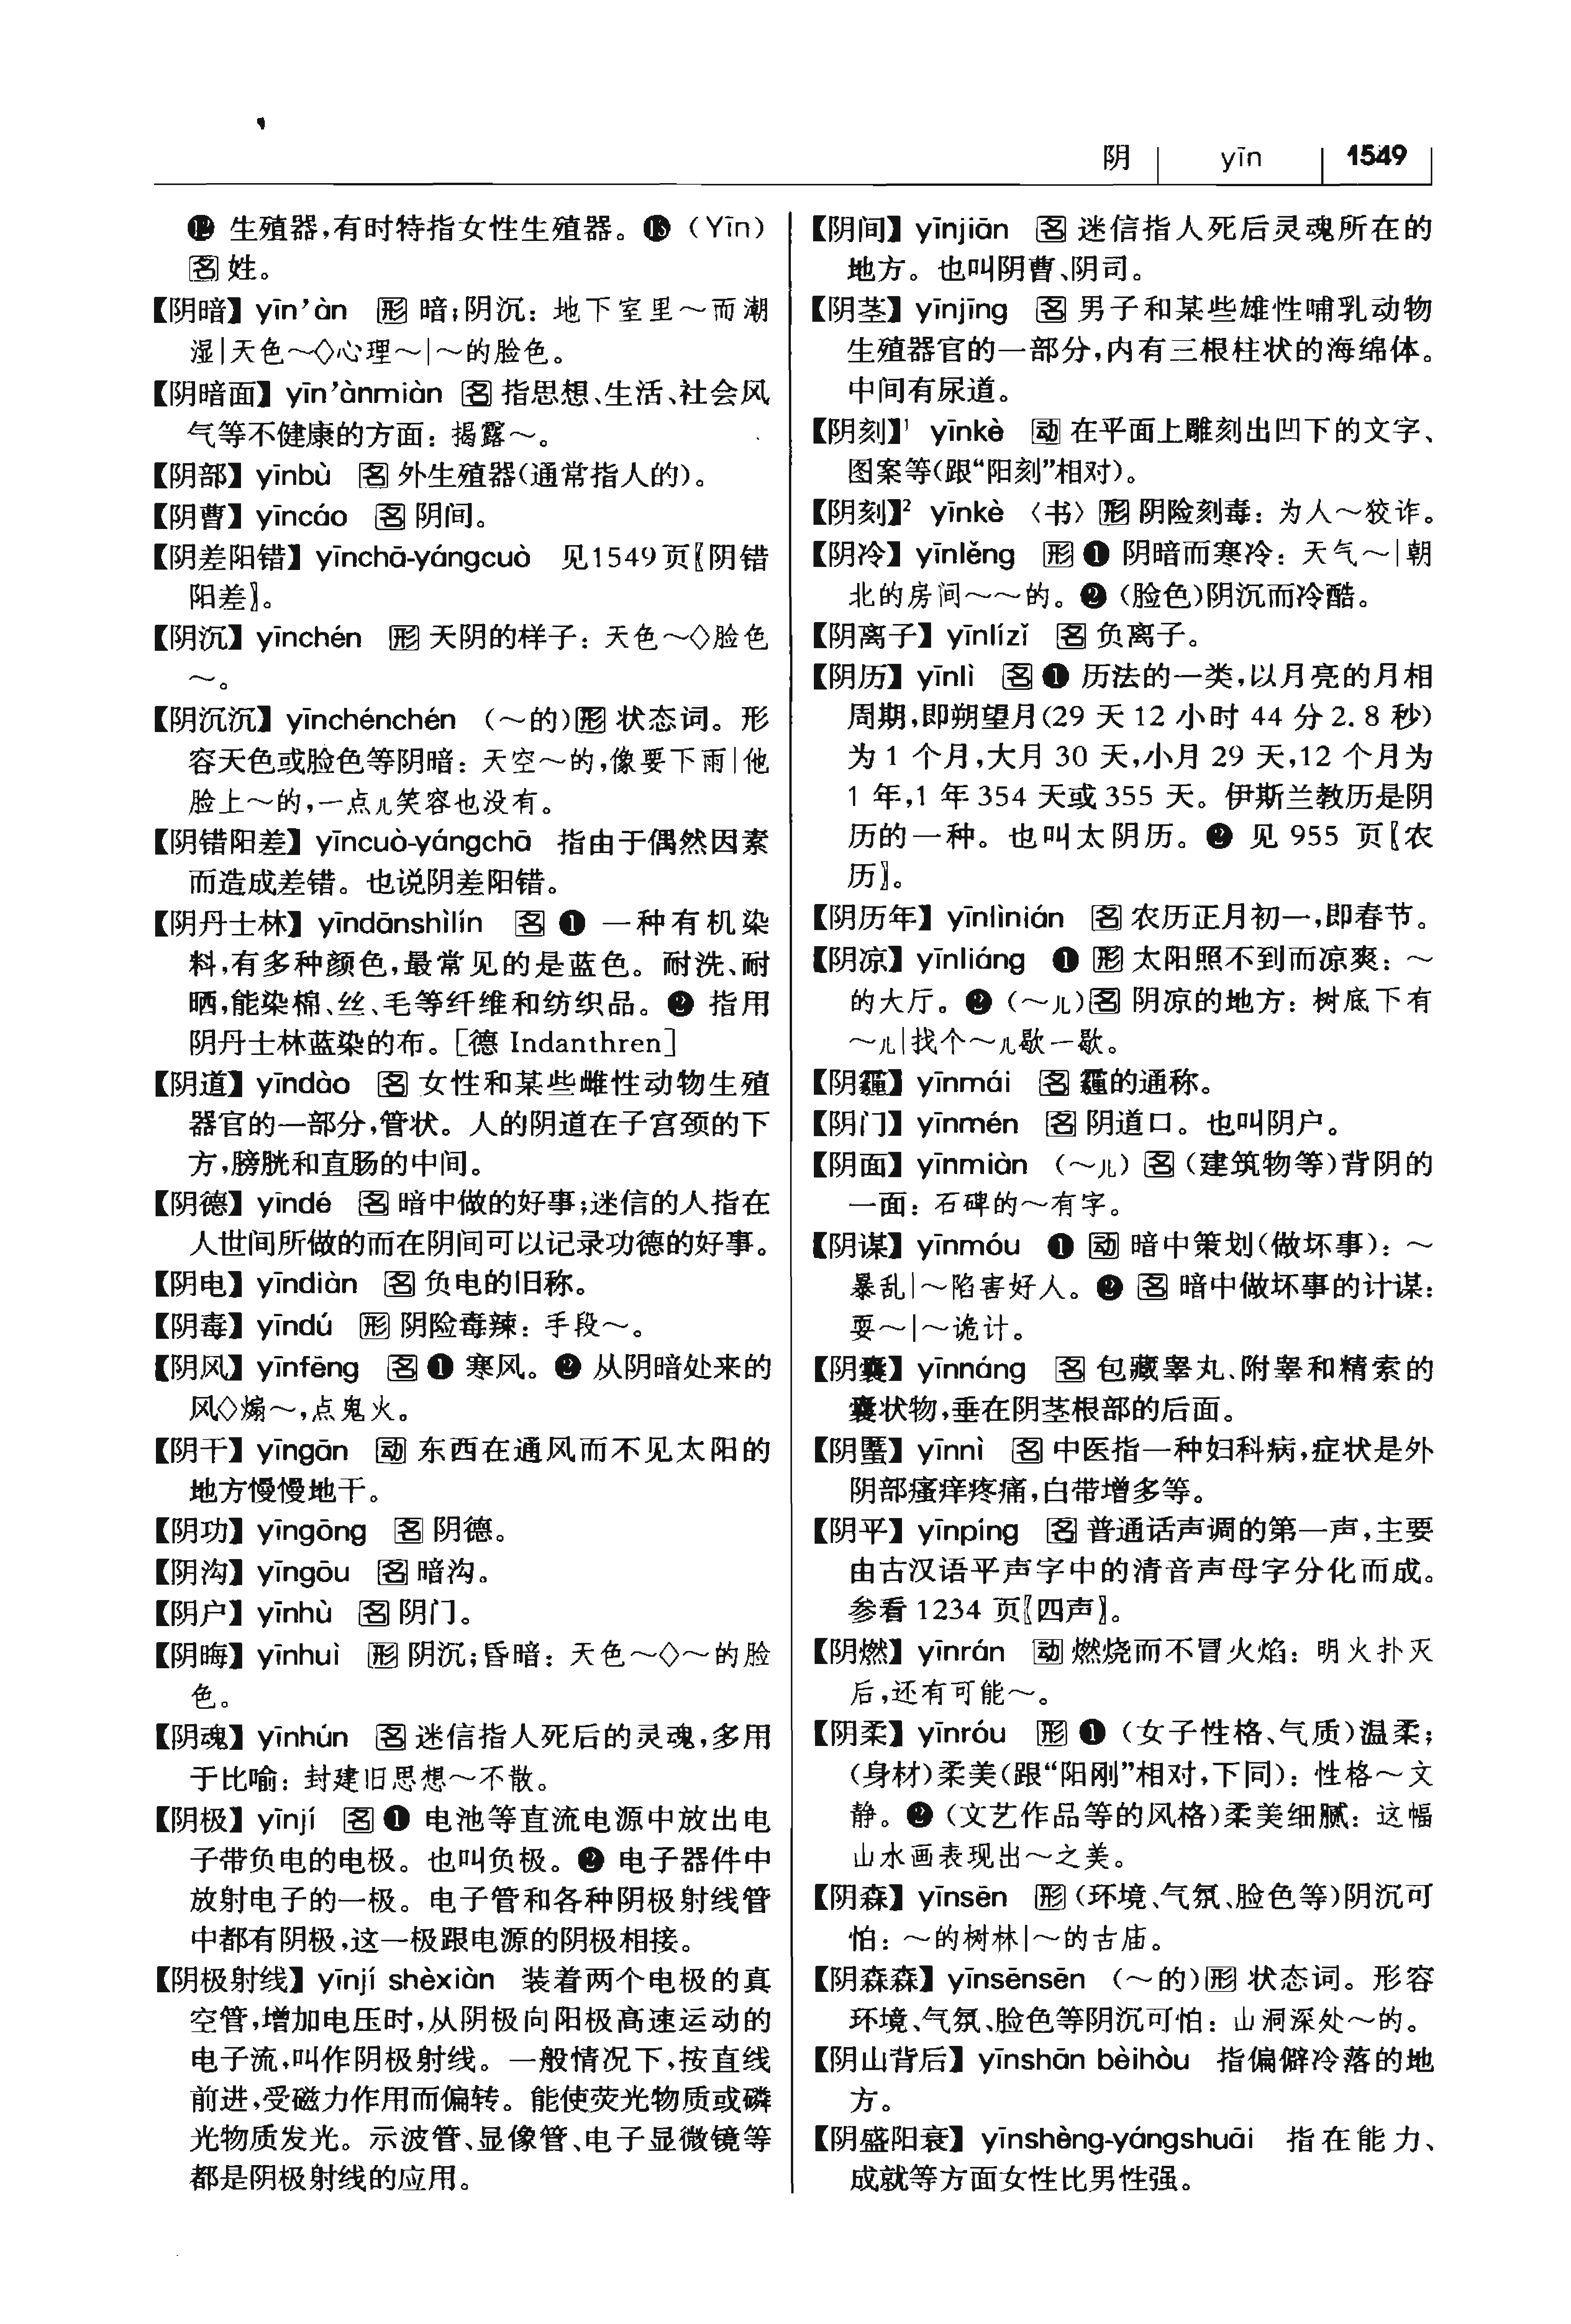 阴 yīn 1549
⓬ 生殖器,有时特指女性生殖器。⓭(Yīn)
名 姓。
【阴暗】yīn’àn 形 暗;阴沉：地下室里～而潮
湿|天色～◇心理～|～的脸色。
【阴暗面】yīn’ànmiàn 名 指思想、生活、社会风
气等不健康的方面：揭露～。
【阴部】yīnbù 名 外生殖器(通常指人的)。
【阴曹】yīncáo 名 阴间。
【阴差阳错】yīnchā-yángcuò 见1549页〖阴错
阳差〗。
【阴沉】yīnchén 形 天阴的样子：天色～◇脸色
～。
【阴沉沉】yīnchénchén (～的)形 状态词。形
容天色或脸色等阴暗：天空～的,像要下雨|他
脸上～的,一点儿笑容也没有。
【阴错阳差】yīncuò-yángchā 指由于偶然因素
而造成差错。也说阴差阳错。
【阴丹士林】yīndānshìlín 名 ❶ 一种有机染
料,有多种颜色,最常见的是蓝色。耐洗、耐
晒,能染棉、丝、毛等纤维和纺织品。❷ 指用
阴丹士林蓝染的布。[德 Indanthren]
【阴道】yīndào 名 女性和某些雌性动物生殖
器官的一部分,管状。人的阴道在子宫颈的下
方,膀胱和直肠的中间。
【阴德】yīndé 名 暗中做的好事;迷信的人指在
人世间所做的而在阴间可以记录功德的好事。
【阴电】yīndiàn 名 负电的旧称。
【阴毒】yīndú 形 阴险毒辣：手段～。
【阴风】yīnfēng 名 ❶ 寒风。❷ 从阴暗处来的
风◇煽～,点鬼火。
【阴干】yīngān 动 东西在通风而不见太阳的
地方慢慢地干。
【阴功】yīngōng 名 阴德。
【阴沟】yīngōu 名 暗沟。
【阴户】yīnhù 名 阴门。
【阴晦】yīnhuì 形 阴沉;昏暗：天色～◇～的脸
色。
【阴魂】yīnhún 名 迷信指人死后的灵魂,多用
于比喻：封建旧思想～不散。
【阴极】yīnjí 名 ❶ 电池等直流电源中放出电
子带负电的电极。也叫负极。❷ 电子器件中
放射电子的一极。电子管和各种阴极射线管
中都有阴极,这一极跟电源的阴极相接。
【阴极射线】yīnjí shèxiàn 装着两个电极的真
空管,增加电压时,从阴极向阳极高速运动的
电子流,叫作阴极射线。一般情况下,按直线
前进,受磁力作用而偏转。能使荧光物质或磷
光物质发光。示波管、显像管、电子显微镜等
都是阴极射线的应用。
【阴间】yīnjiān 名 迷信指人死后灵魂所在的
地方。也叫阴曹、阴司。
【阴茎】yīnjīng 名 男子和某些雄性哺乳动物
生殖器官的一部分,内有三根柱状的海绵体。
中间有尿道。
【阴刻】¹ yīnkè 动 在平面上雕刻出凹下的文字、
图案等(跟“阳刻”相对)。
【阴刻】² yīnkè 〈书〉形 阴险刻毒：为人～狡诈。
【阴冷】yīnlěng 形 ❶ 阴暗而寒冷：天气～|朝
北的房间～～的。❷ (脸色)阴沉而冷酷。
【阴离子】yīnlízǐ 名 负离子。
【阴历】yīnlì 名 ❶ 历法的一类,以月亮的月相
周期,即朔望月(29 天 12 小时 44 分 2.8 秒)
为 1 个月,大月 30 天,小月 29 天,12 个月为
1 年,1 年 354 天或 355 天。伊斯兰教历是阴
历的一种。也叫太阴历。❷ 见 955 页〖农
历〗。
【阴历年】yīnlìnián 名 农历正月初一,即春节。
【阴凉】yīnliáng ❶ 形 太阳照不到而凉爽：～
的大厅。❷ (～儿)名 阴凉的地方：树底下有
～儿|找个～儿歇一歇。
【阴霾】yīnmái 名 霾的通称。
【阴门】yīnmén 名 阴道口。也叫阴户。
【阴面】yīnmiàn (～儿) 名 (建筑物等)背阴的
一面：石碑的～有字。
【阴谋】yīnmóu ❶ 动 暗中策划(做坏事)：～
暴乱|～陷害好人。❷ 名 暗中做坏事的计谋：
耍～|～诡计。
【阴囊】yīnnáng 名 包藏睾丸、附睾和精索的
囊状物,垂在阴茎根部的后面。
【阴䘌】yīnnì 名 中医指一种妇科病,症状是外
阴部瘙痒疼痛,白带增多等。
【阴平】yīnpíng 名 普通话声调的第一声,主要
由古汉语平声字中的清音声母字分化而成。
参看 1234 页〖四声〗。
【阴燃】yīnrán 动 燃烧而不冒火焰：明火扑灭
后,还有可能～。
【阴柔】yīnróu 形 ❶ (女子性格、气质)温柔;
(身材)柔美(跟“阳刚”相对,下同)：性格～文
静。❷ (文艺作品等的风格)柔美细腻：这幅
山水画表现出～之美。
【阴森】yīnsēn 形 (环境、气氛、脸色等)阴沉可
怕：～的树林|～的古庙。
【阴森森】yīnsēnsēn (～的)形 状态词。形容
环境、气氛、脸色等阴沉可怕：山洞深处～的。
【阴山背后】yīnshān bèihòu 指偏僻冷落的地
方。
【阴盛阳衰】yīnshèng-yángshuāi 指在能力、
成就等方面女性比男性强。